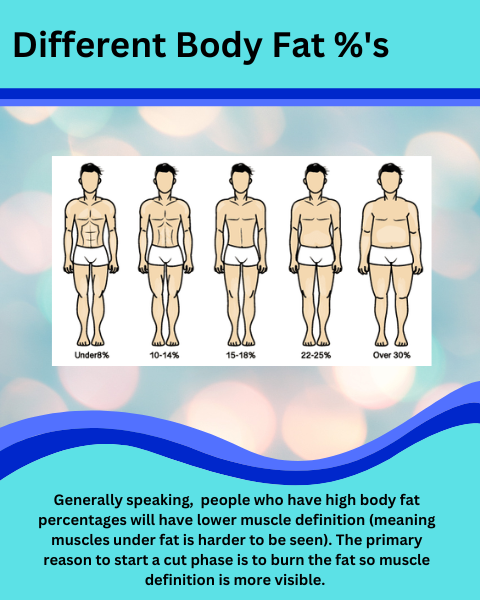 Different Body Fat %'s
Under8%
10-14%
15-18%
22-25%
Over 30%
Generally speaking,  people who have high body fat
percentages will have lower muscle definition (meaning
muscles under fat is harder to be seen). The primary
reason to start a cut phase is to burn the fat so muscle
definition is more visible.